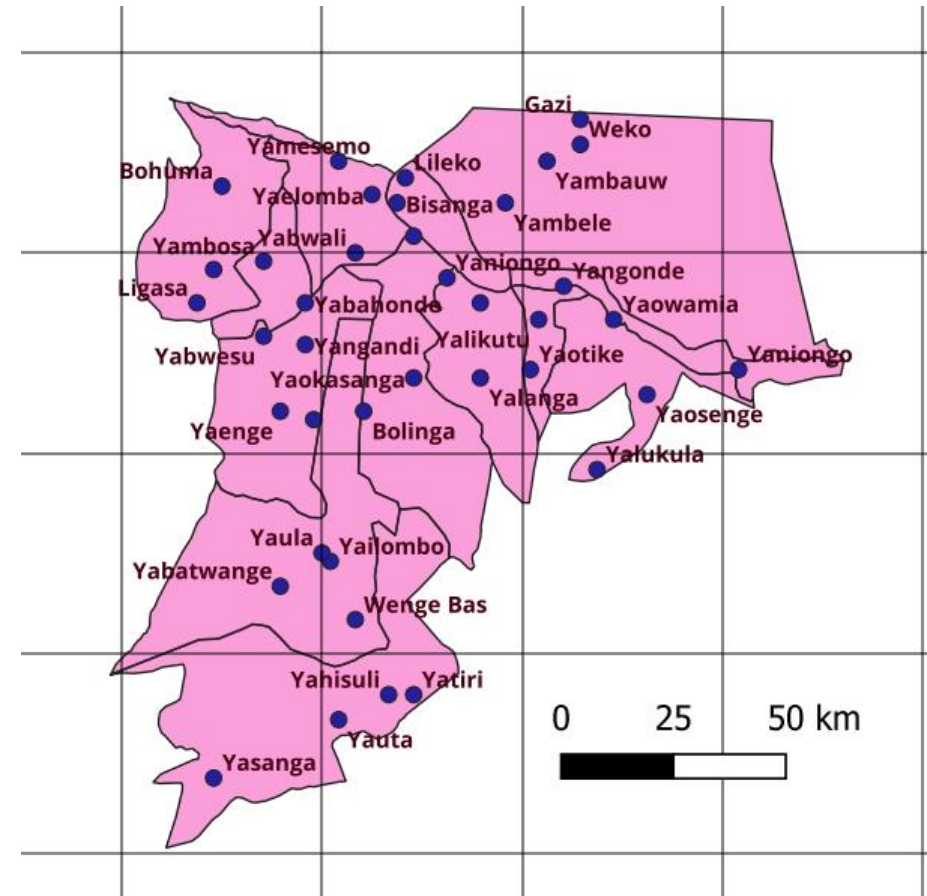 Gazi
Weko
Yamesemo
Lileko
Bohuma
Yambauw
Yaelomba
Bisanga
Yambele
Yambosa
Yabwali
Yaniongo
Yangonde
Ligasa
Yabahonde
Yaowamia
Yabwesu
Yangandi
Yalikutu
Yaotike
Yaniongo
Yaokasanga
Yalanga
Yaosenge
Yaenge
Bolinga
Yalukula
Yaula
Yailombo
Yabatwange
Wenge Bas
Yahisuli
Yatiri
0 25 50 km
Yauta
Yasanga